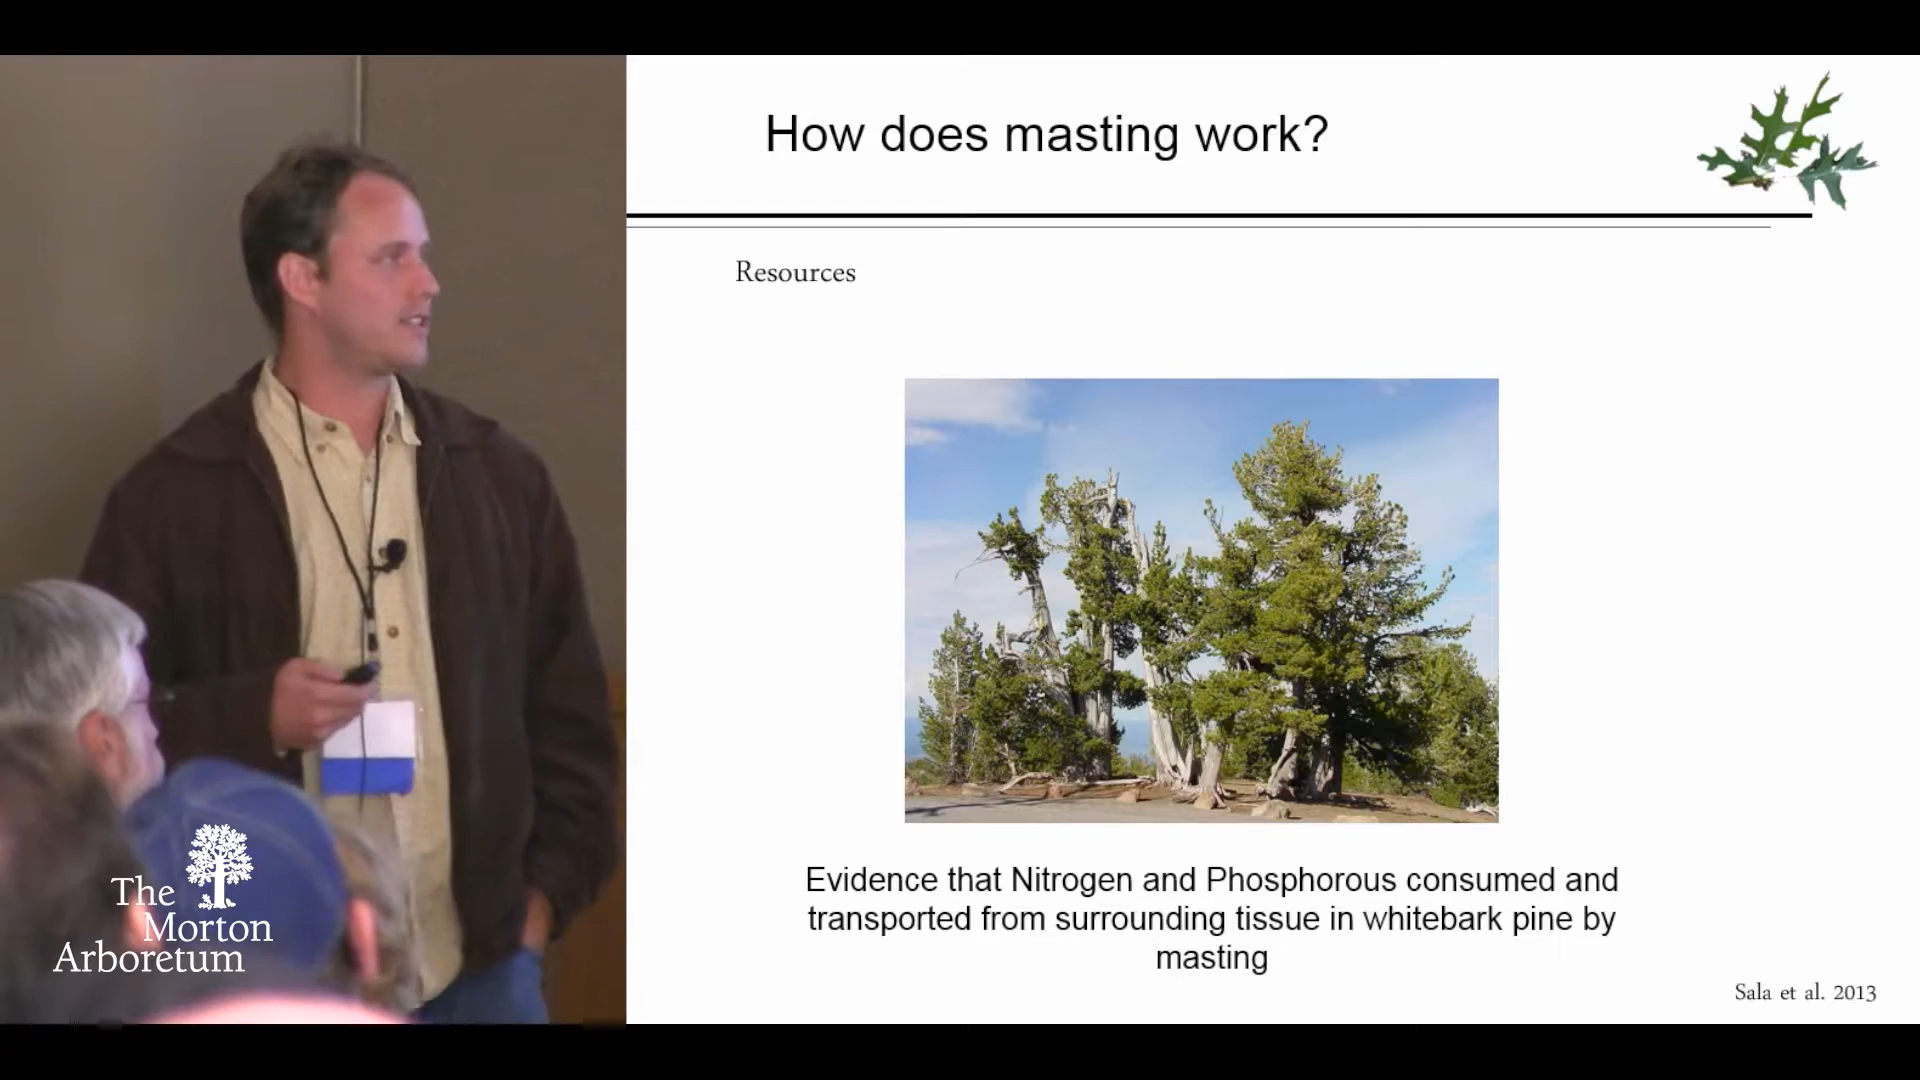 How does masting work?
Resources
Evidence that Nitrogen and Phosphorous consumed and
transported from surrounding tissue in whitebark pine by
masting
Sala et al. 2013
The
Morton
Arboretum